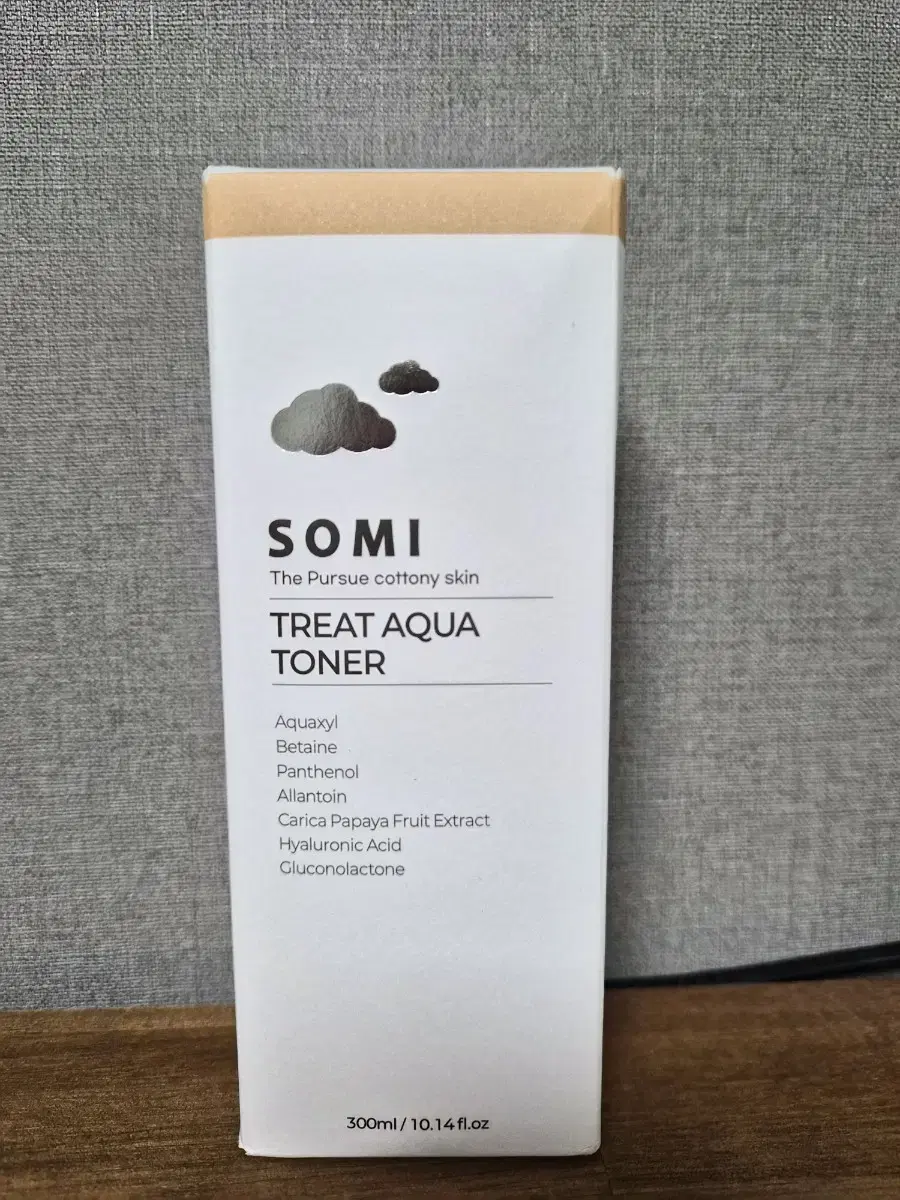 SOMI
The Pursue cottony skin
TREAT AQUA
TONER
Aquaxyl
Betaine
Panthenol
Allantoin
Carica Papaya Fruit Extract
Hyaluronic Acid
Gluconolactone
300ml / 10.14 fl.oz